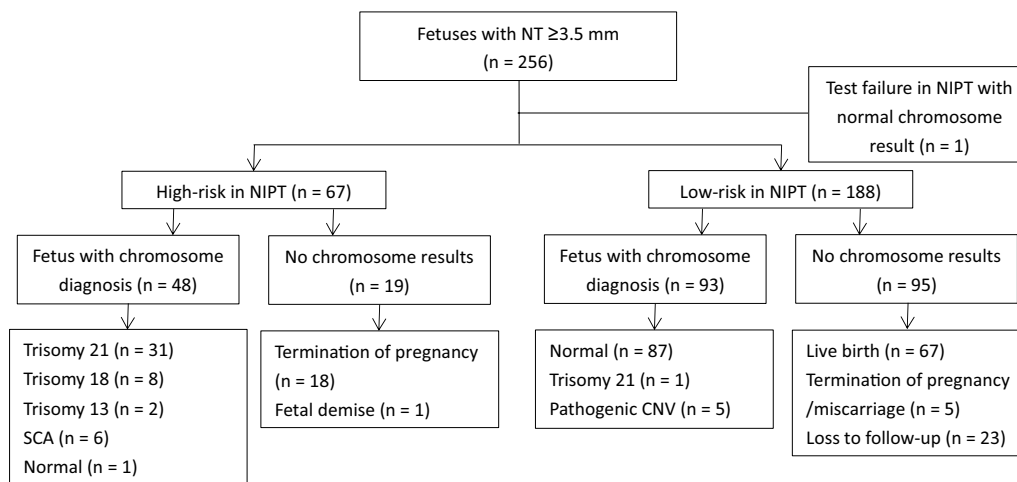 Fetuses with NT ≥3.5 mm
(n = 256)
Test failure in NIPT with
normal chromosome
result (n = 1)
High-risk in NIPT (n = 67)
Low-risk in NIPT (n = 188)
Fetus with chromosome
diagnosis (n = 48)
No chromosome results
(n = 19)
Fetus with chromosome
diagnosis (n = 93)
No chromosome results
(n = 95)
Trisomy 21 (n = 31)
Trisomy 18 (n = 8)
Trisomy 13 (n = 2)
SCA (n = 6)
Normal (n = 1)
Termination of pregnancy
(n = 18)
Fetal demise (n = 1)
Normal (n = 87)
Trisomy 21 (n = 1)
Pathogenic CNV (n = 5)
Live birth (n = 67)
Termination of pregnancy
/miscarriage (n = 5)
Loss to follow-up (n = 23)